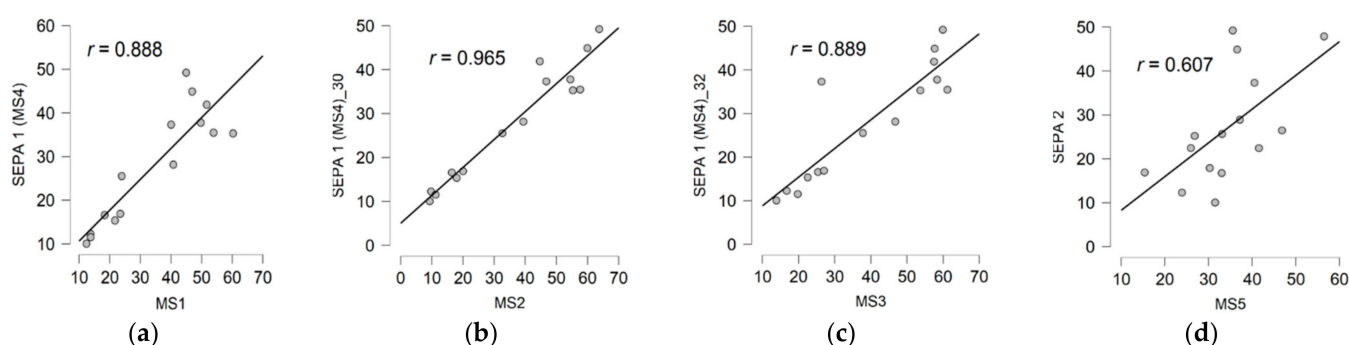 60
50
40
30
20
10
SEPA 1 (MS4)
r = 0.888
10 20 30 40 50 60 70
MS1
(a)
50
40
30
20
10
0
SEPA 1 (MS4)_30
r = 0.965
0 10 20 30 40 50 60 70
MS2
(b)
50
40
30
20
10
0
SEPA 1 (MS4)_32
r = 0.889
10 20 30 40 50 60 70
MS3
(c)
50
40
30
20
10
0
SEPA 2
r = 0.607
10 20 30 40 50 60
MS5
(d)